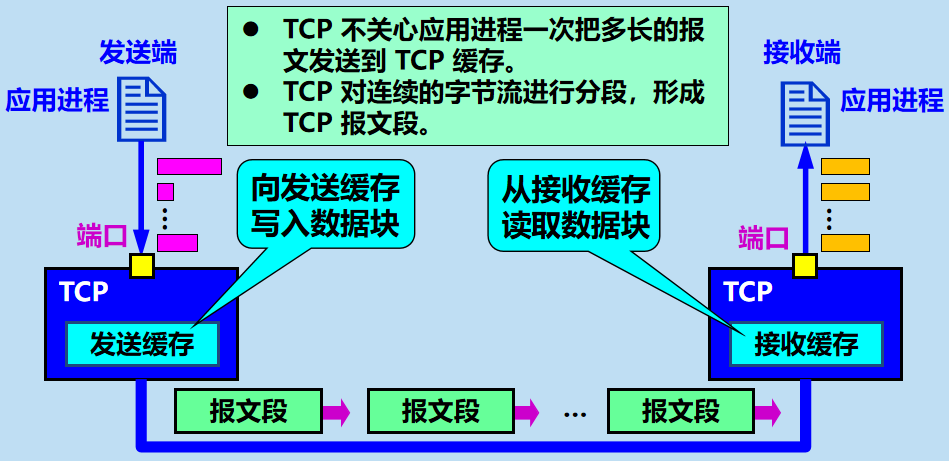 ● TCP 不关心应用进程一次把多长的报
文发送到 TCP 缓存。
● TCP 对连续的字节流进行分段，形成
TCP 报文段。
发送端
接收端
应用进程
应用进程
向发送缓存
写入数据块
从接收缓存
读取数据块
⋮
⋮
端口
端口
TCP
TCP
发送缓存
接收缓存
报文段
报文段
...
报文段